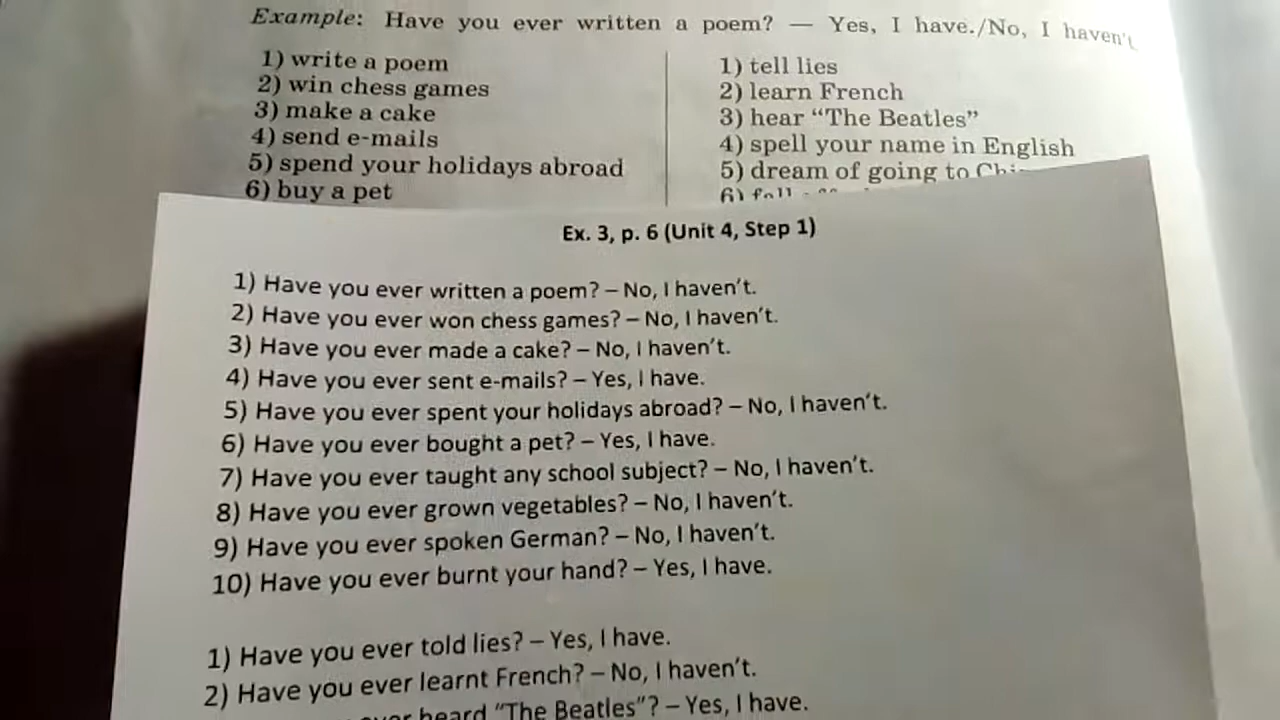 Example: Have you ever written a poem? — Yes, I have./No, I haven't
1) write a poem
2) win chess games
3) make a cake
4) send e-mails
5) spend your holidays abroad
6) buy a pet
1) tell lies
2) learn French
3) hear “The Beatles”
4) spell your name in English
5) dream of going to
6)
Ex. 3, p. 6 (Unit 4, Step 1)
1) Have you ever written a poem? – No, I haven't.
2) Have you ever won chess games? – No, I haven't.
3) Have you ever made a cake? – No, I haven't.
4) Have you ever sent e-mails? – Yes, I have.
5) Have you ever spent your holidays abroad? – No, I haven't.
6) Have you ever bought a pet? – Yes, I have.
7) Have you ever taught any school subject? – No, I haven't.
8) Have you ever grown vegetables? – No, I haven't.
9) Have you ever spoken German? – No, I haven't.
10) Have you ever burnt your hand? – Yes, I have.
1) Have you ever told lies? – Yes, I have.
2) Have you ever learnt French? – No, I haven't.
ever heard “The Beatles”? – Yes, I have.